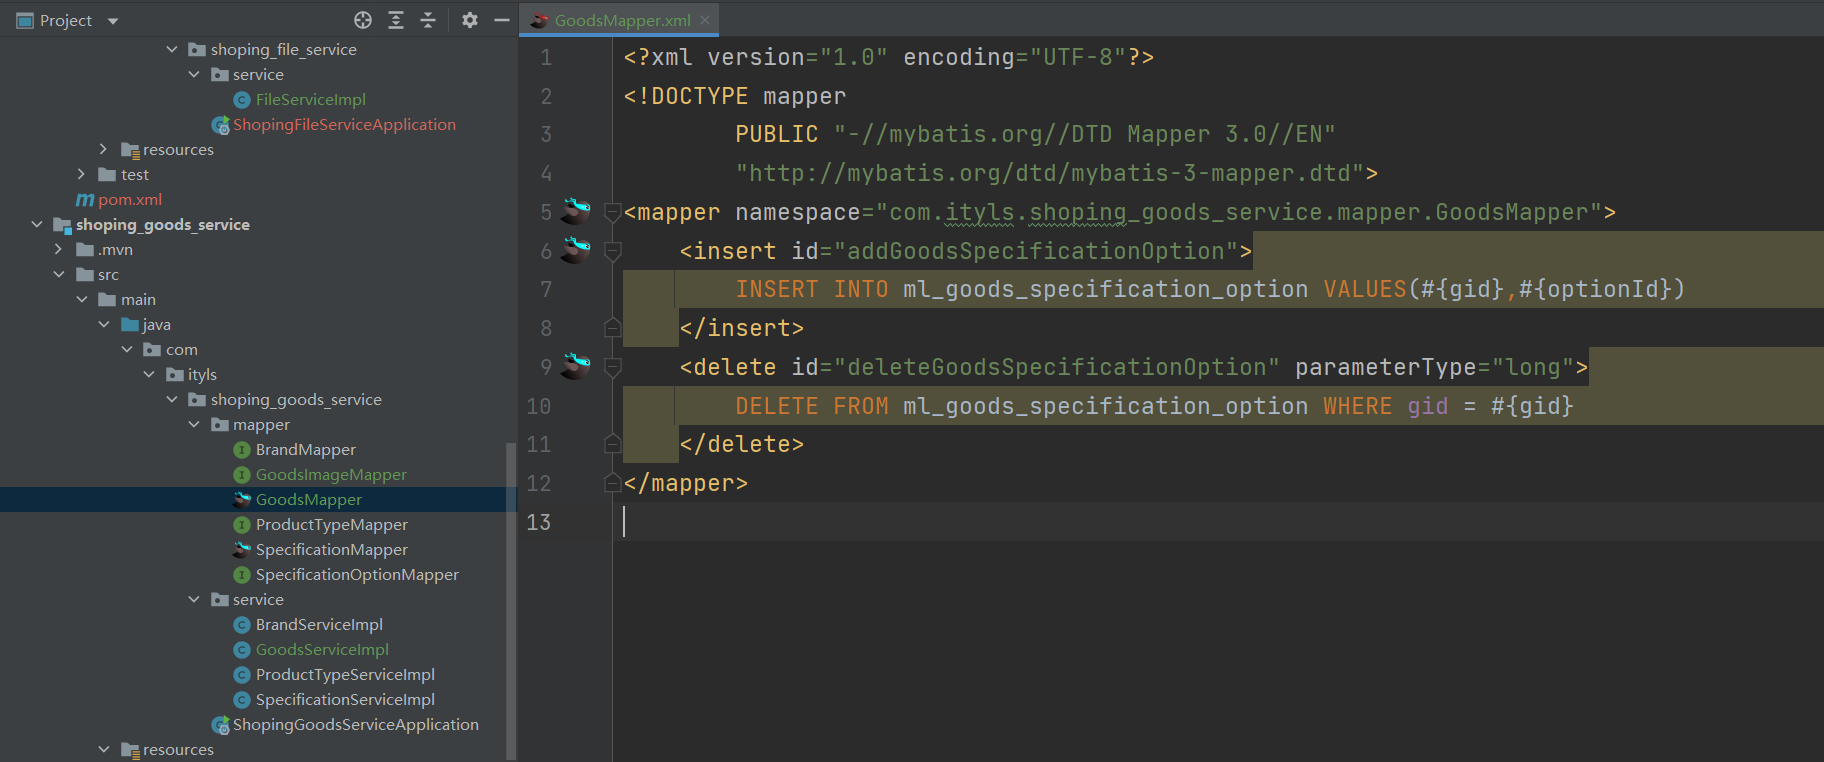 Project
shoping_file_service
service
FileServiceImpl
ShopingFileServiceApplication
resources
test
pom.xml
shoping_goods_service
.mvn
src
main
java
com
ityls
shoping_goods_service
mapper
BrandMapper
GoodsImageMapper
GoodsMapper
ProductTypeMapper
SpecificationMapper
SpecificationOptionMapper
service
BrandServiceImpl
GoodsServiceImpl
ProductTypeServiceImpl
SpecificationServiceImpl
ShopingGoodsServiceApplication
resources
GoodsMapper.xml
1 <?xml version="1.0" encoding="UTF-8"?>
2 <!DOCTYPE mapper
3 PUBLIC "-//mybatis.org//DTD Mapper 3.0//EN"
4 "http://mybatis.org/dtd/mybatis-3-mapper.dtd">
5 <mapper namespace="com.ityls.shoping_goods_service.mapper.GoodsMapper">
6 <insert id="addGoodsSpecificationOption">
7 INSERT INTO ml_goods_specification_option VALUES(#{gid},#{optionId})
8 </insert>
9 <delete id="deleteGoodsSpecificationOption" parameterType="long">
10 DELETE FROM ml_goods_specification_option WHERE gid = #{gid}
11 </delete>
12 </mapper>
13